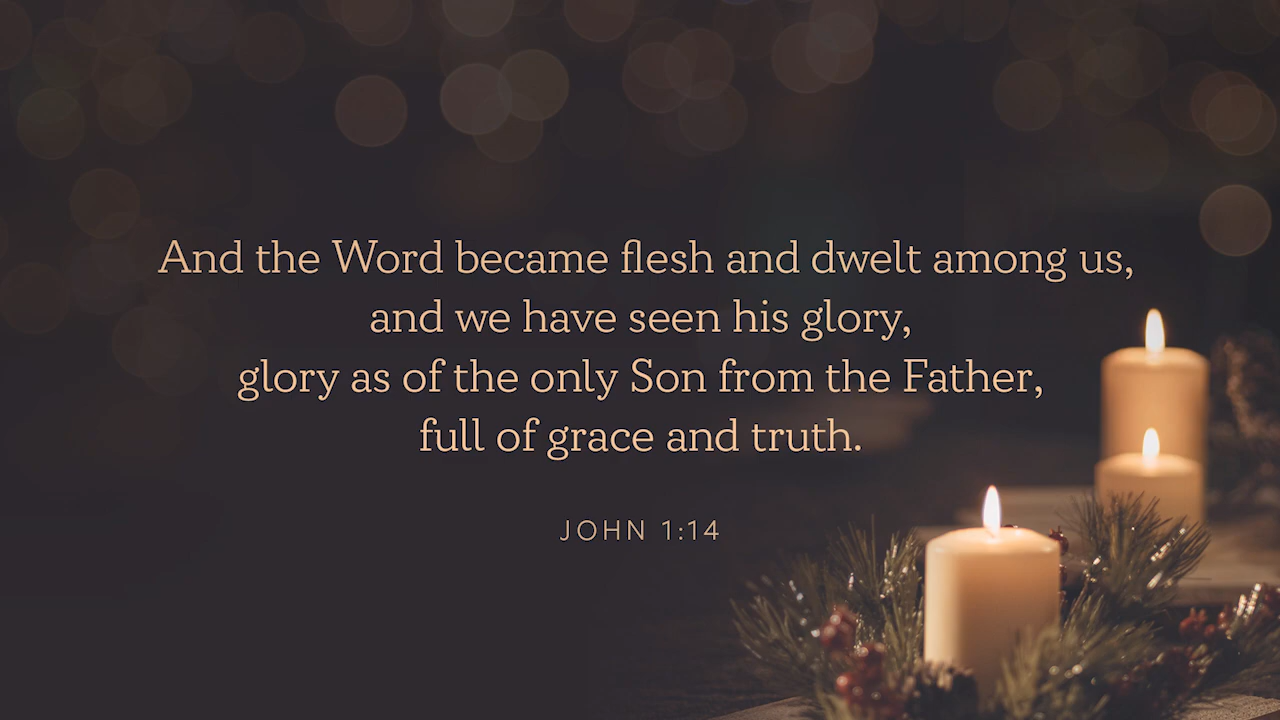 And the Word became flesh and dwelt among us,
and we have seen his glory,
glory as of the only Son from the Father,
full of grace and truth.
JOHN 1:14